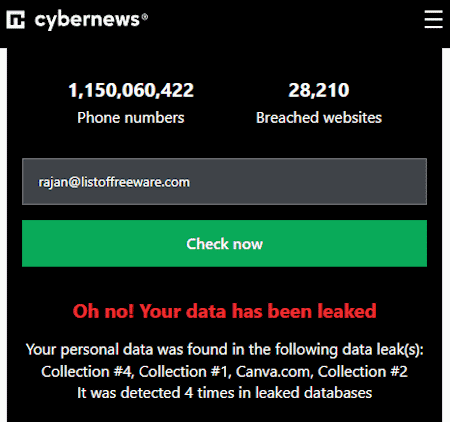 cybernews®
1,150,060,422 28,210
Phone numbers Breached websites
rajan@listoffreeware.com
Check now
Oh no! Your data has been leaked
Your personal data was found in the following data leak(s):
Collection #4, Collection #1, Canva.com, Collection #2
It was detected 4 times in leaked databases